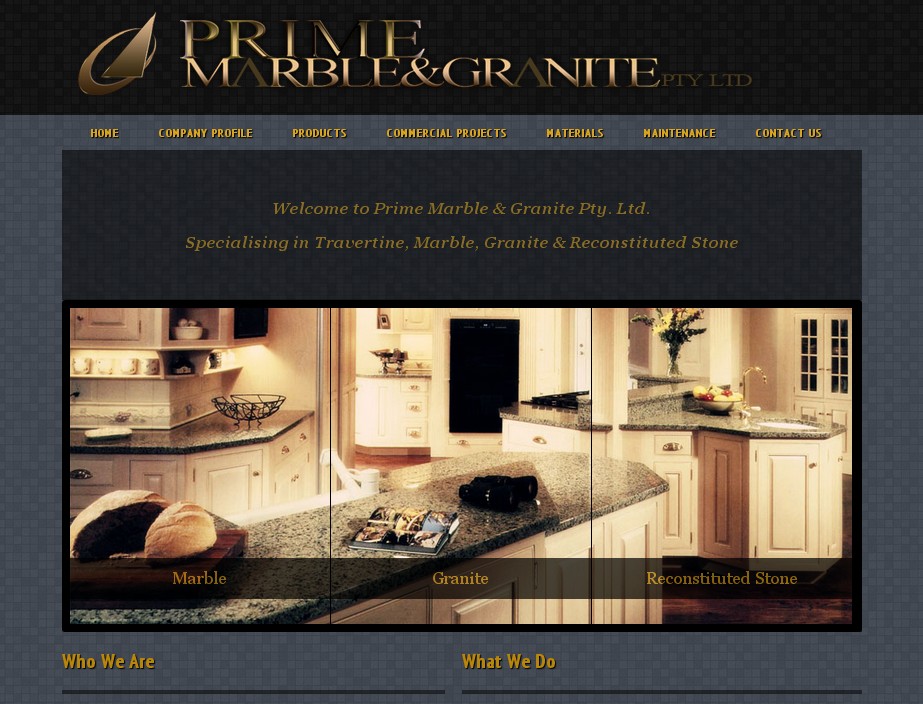 PRIME
MARBLE&GRANITE PTY LTD
HOME COMPANY PROFILE PRODUCTS COMMERCIAL PROJECTS MATERIALS MAINTENANCE CONTACT US
Welcome to Prime Marble & Granite Pty. Ltd.
Specialising in Travertine, Marble, Granite & Reconstituted Stone
Marble Granite Reconstituted Stone
Who We Are What We Do